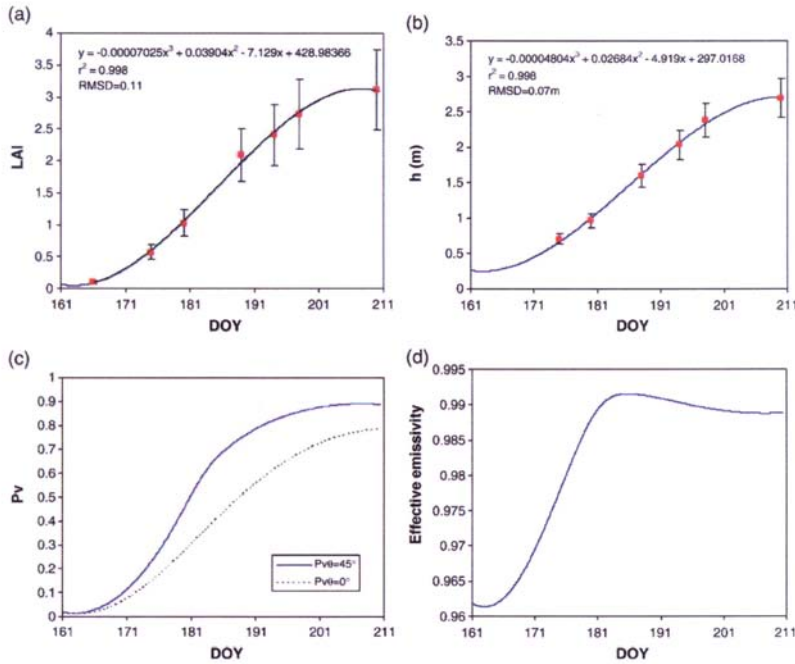 (a)
y = -0.00007025x³ + 0.03904x² - 7.129x + 428.98366
r² = 0.998
RMSD=0.11
4
3.5
3
2.5
2
1.5
1
0.5
0
LAI
161 171 181 191 201 211
DOY
(b)
y = -0.00004804x³ + 0.02684x² - 4.919x + 297.0168
r² = 0.998
RMSD=0.07m
3.5
3
2.5
2
1.5
1
0.5
0
h (m)
161 171 181 191 201 211
DOY
(c)
1
0.9
0.8
0.7
0.6
0.5
0.4
0.3
0.2
0.1
0
Pv
Pvθ=45°
Pvθ=0°
161 171 181 191 201 211
DOY
(d)
0.995
0.99
0.985
0.98
0.975
0.97
0.965
0.96
Effective emissivity
161 171 181 191 201 211
DOY